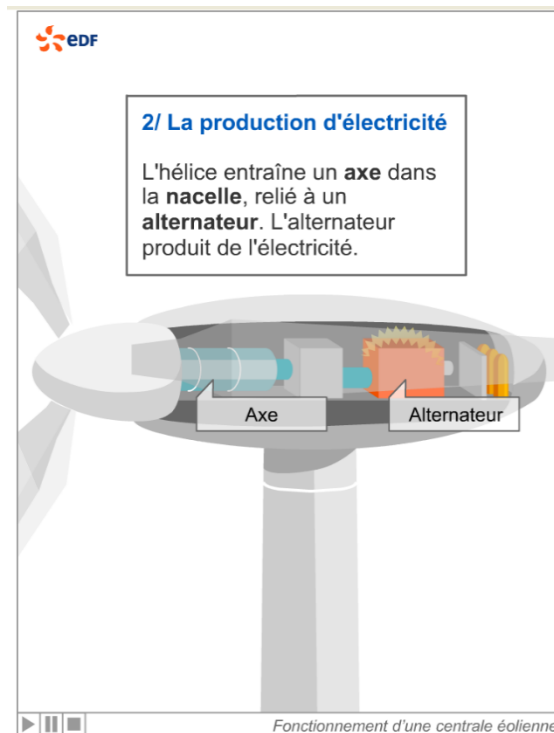 eDF
2/ La production d'électricité
L'hélice entraîne un axe dans
la nacelle, relié à un
alternateur. L'alternateur
produit de l'électricité.
Axe
Alternateur
Fonctionnement d'une centrale éolienne